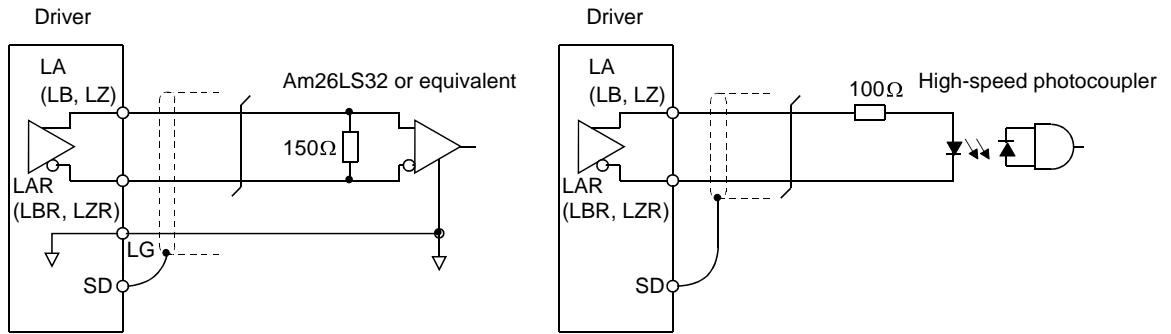 Driver
LA
(LB, LZ)
Am26LS32 or equivalent
150Ω
LAR
(LBR, LZR)
LG
SD
Driver
LA
(LB, LZ)
100Ω
High-speed photocoupler
LAR
(LBR, LZR)
SD